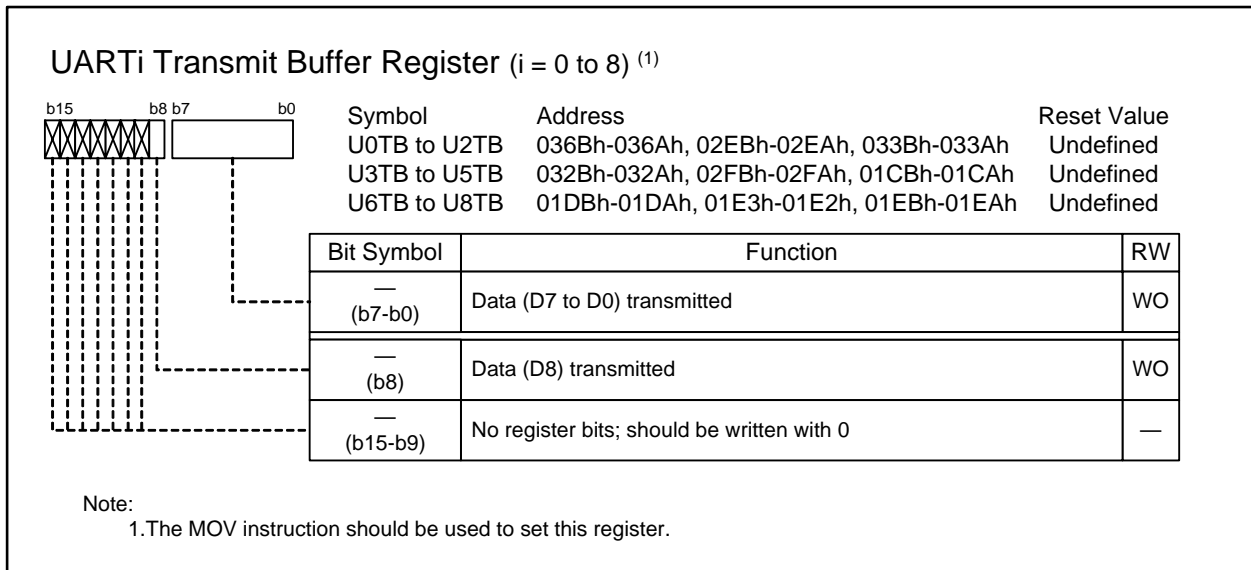 UARTi Transmit Buffer Register (i = 0 to 8) (1)
b15 b8 b7 b0
Symbol Address Reset Value
U0TB to U2TB 036Bh-036Ah, 02EBh-02EAh, 033Bh-033Ah Undefined
U3TB to U5TB 032Bh-032Ah, 02FBh-02FAh, 01CBh-01CAh Undefined
U6TB to U8TB 01DBh-01DAh, 01E3h-01E2h, 01EBh-01EAh Undefined
Bit Symbol Function RW
—
(b7-b0) Data (D7 to D0) transmitted WO
—
(b8) Data (D8) transmitted WO
—
(b15-b9) No register bits; should be written with 0 —
Note:
1.The MOV instruction should be used to set this register.